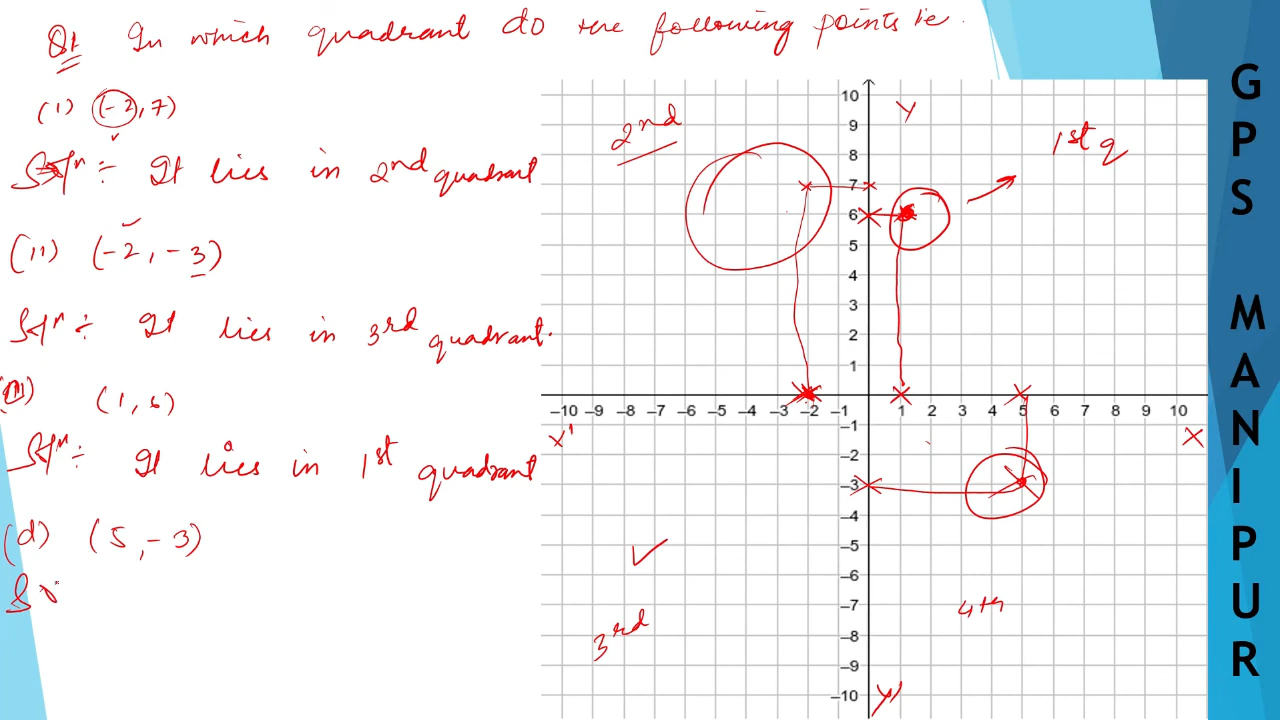 Q1 In which quadrant do the following points lie.
(i) (-2, 7)
Solⁿ ÷ It lies in 2nd quadrant
(ii) (-2, -3)
Solⁿ ÷ It lies in 3rd quadrant.
(iii) (1, 6)
Solⁿ ÷ It lies in 1st quadrant
(d) (5, -3)
So
2nd
1st q
3rd
4th
Y
X
X'
Y'
10
9
8
7
6
5
4
3
2
1
–10 –9 –8 –7 –6 –5 –4 –3 –2 –1 1 2 3 4 5 6 7 8 9 10
–1
–2
–3
–4
–5
–6
–7
–8
–9
–10
GPS MANIPUR